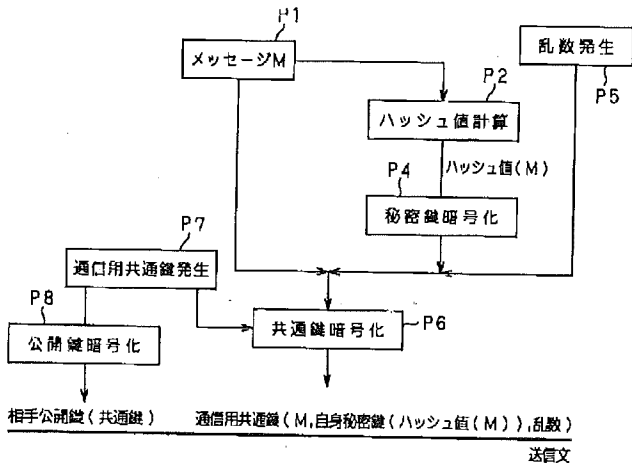 P1
メッセージM
乱数発生
P5
P2
ハッシュ値計算
ハッシュ値(M)
P4
秘密鍵暗号化
P7
通信用共通鍵発生
P8
公開鍵暗号化
共通鍵暗号化
P6
相手公開鍵(共通鍵)
通信用共通鍵(M,自身秘密鍵(ハッシュ値(M)),乱数)
送信文